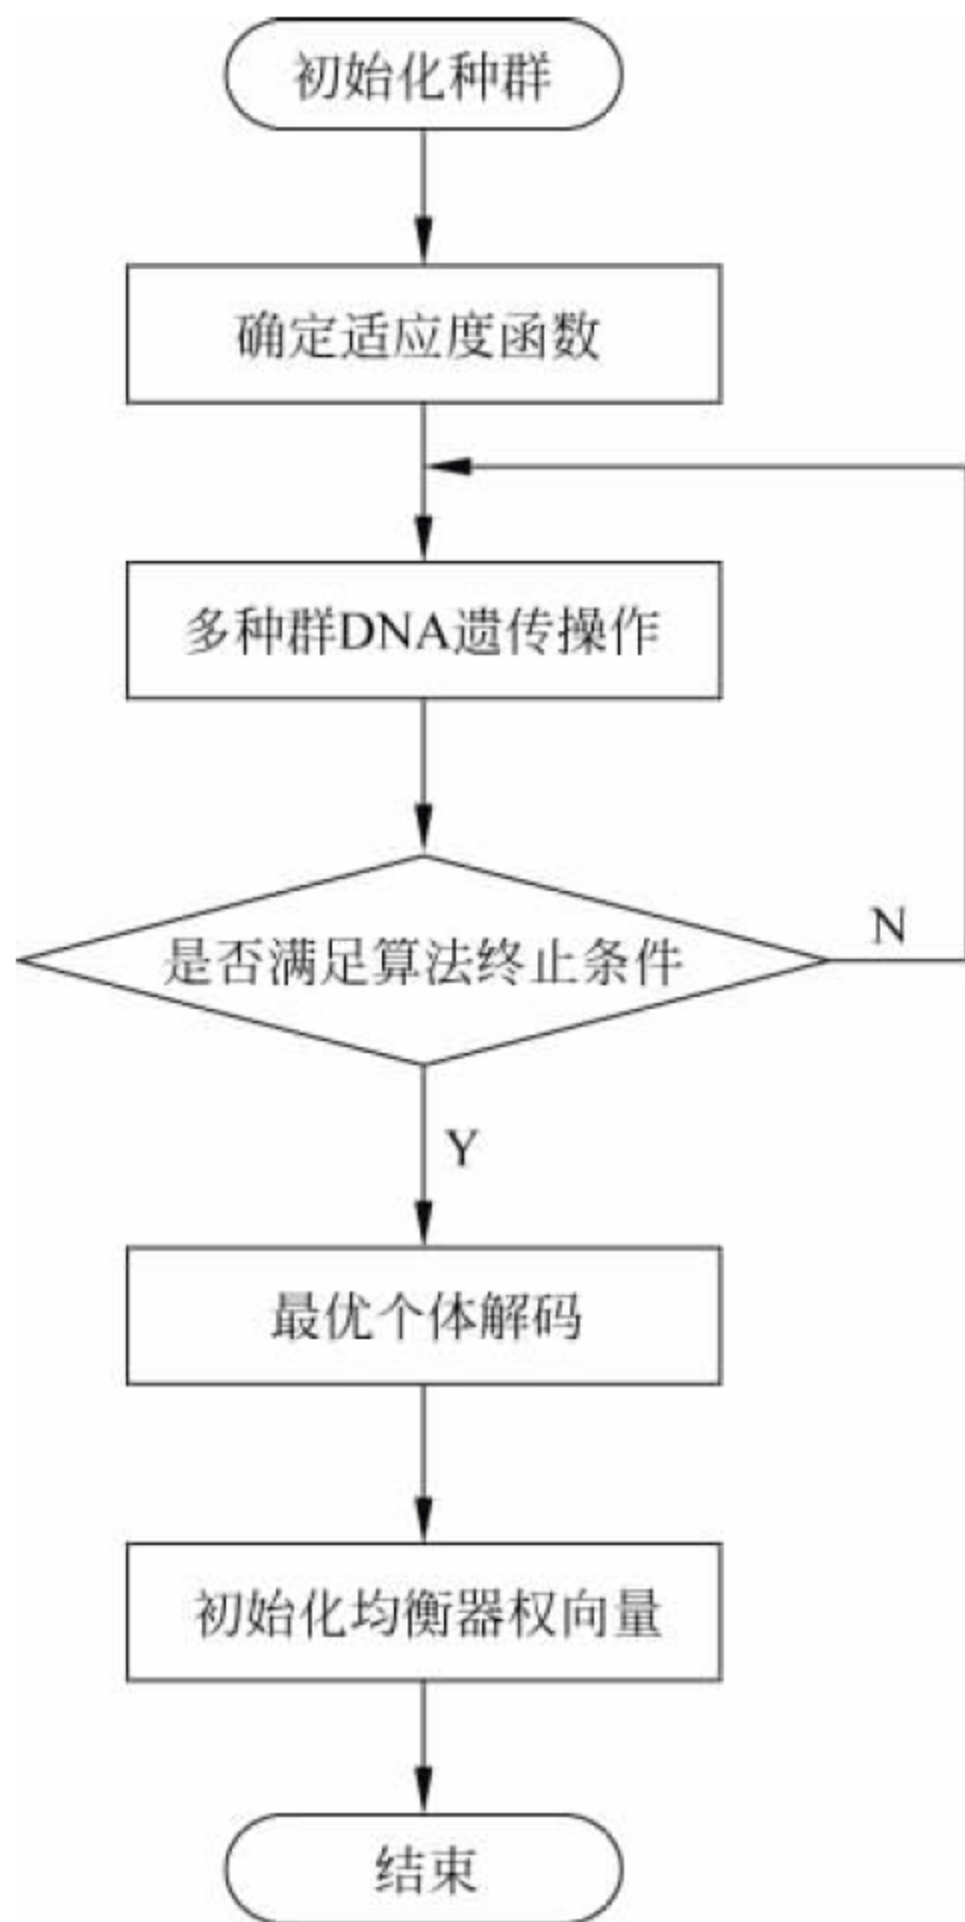 初始化种群
确定适应度函数
多种群DNA遗传操作
是否满足算法终止条件
N
Y
最优个体解码
初始化均衡器权向量
结束